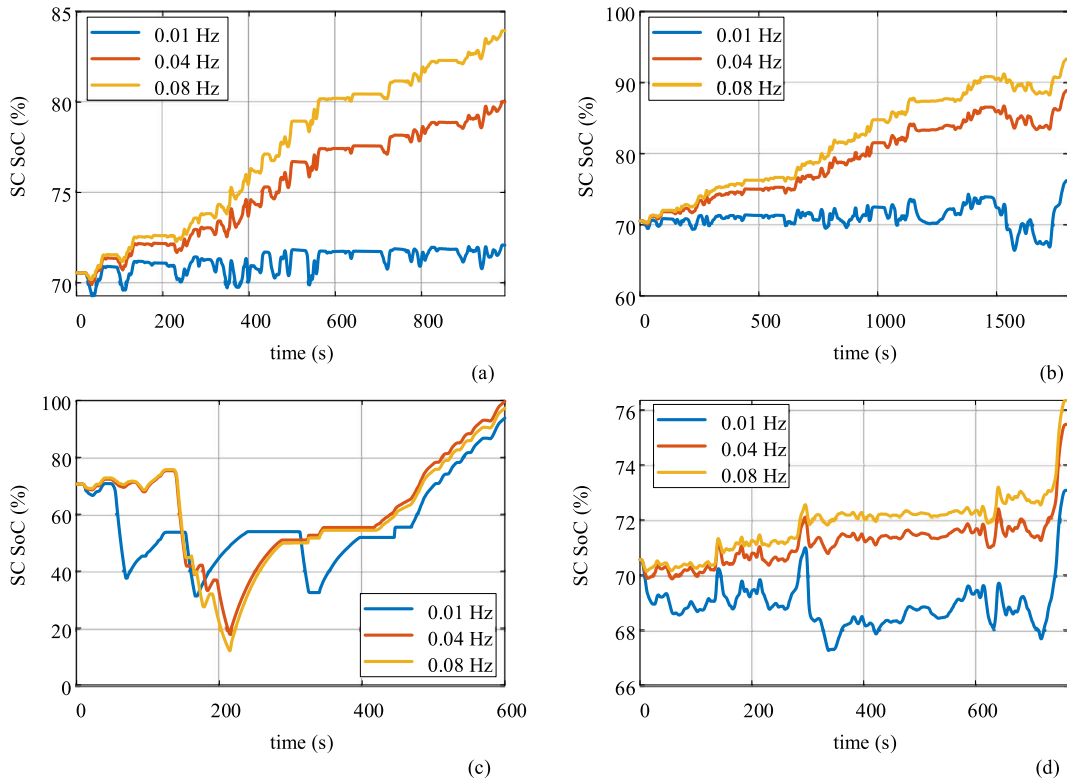 85
80
75
70
SC SoC (%)
0.01 Hz
0.04 Hz
0.08 Hz
0 200 400 600 800
time (s)
(a)
100
90
80
70
60
SC SoC (%)
0.01 Hz
0.04 Hz
0.08 Hz
0 500 1000 1500
time (s)
(b)
100
80
60
40
20
0
SC SoC (%)
0.01 Hz
0.04 Hz
0.08 Hz
0 200 400 600
time (s)
(c)
76
74
72
70
68
66
SC SoC (%)
0.01 Hz
0.04 Hz
0.08 Hz
0 200 400 600
time (s)
(d)